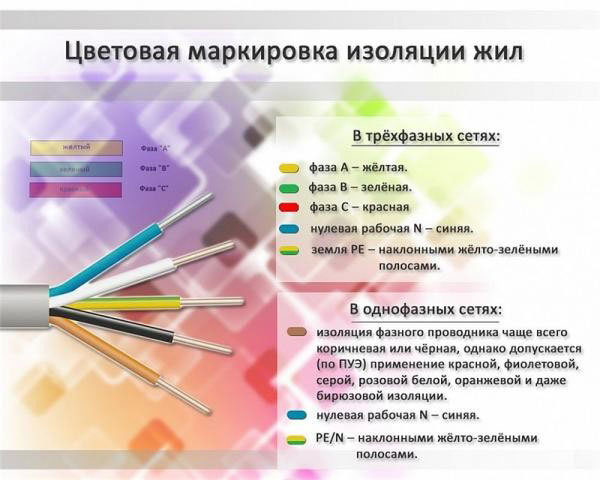 Цветовая маркировка изоляции жил
жёлтый
Фаза "А"
зеленый
Фаза "В"
красный
Фаза "С"
В трёхфазных сетях:
фаза А – жёлтая.
фаза В – зелёная.
фаза С – красная
нулевая рабочая N – синяя.
земля PE – наклонными жёлто-зелёными
полосами.
В однофазных сетях:
изоляция фазного проводника чаще всего
коричневая или чёрная, однако допускается
(по ПУЭ) применение красной, фиолетовой,
серой, розовой белой, оранжевой и даже
бирюзовой изоляции.
нулевая рабочая N – синяя.
PE/N – наклонными жёлто-зелёными
полосами.